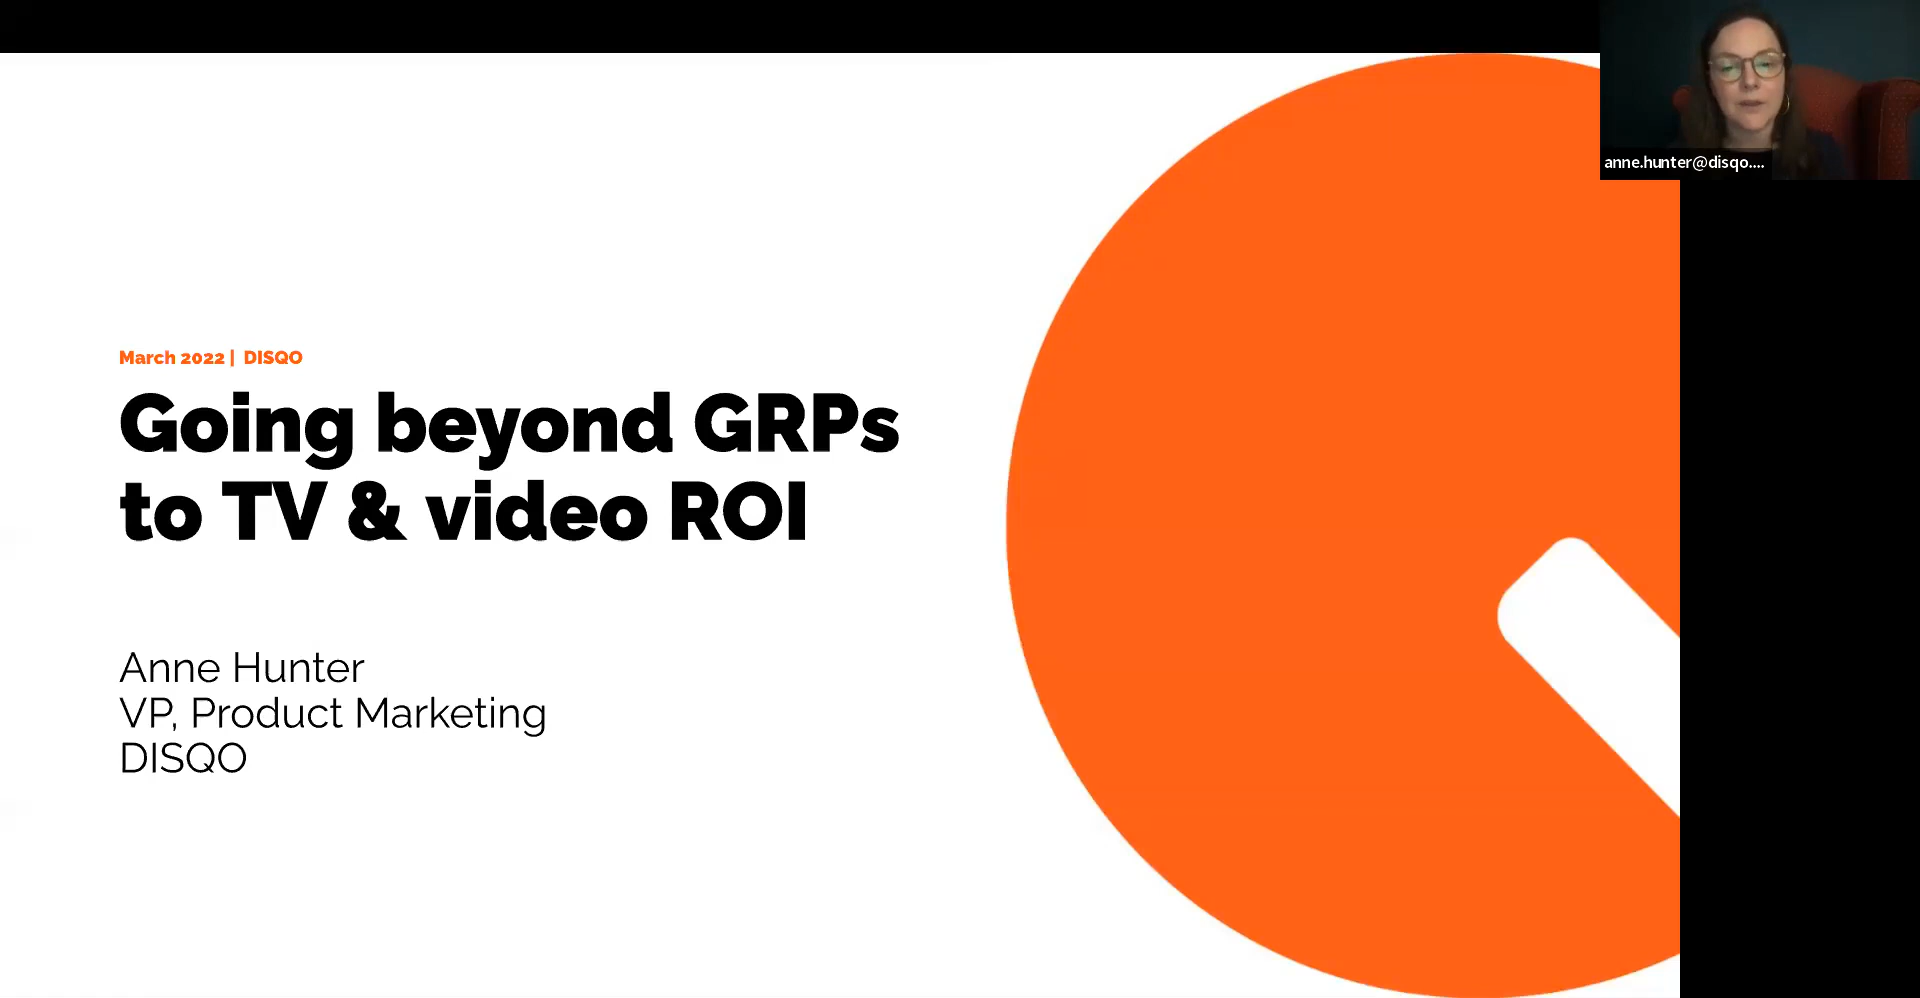 anne.hunter@disqo....
March 2022 | DISQO
Going beyond GRPs
to TV & video ROI
Anne Hunter
VP, Product Marketing
DISQO